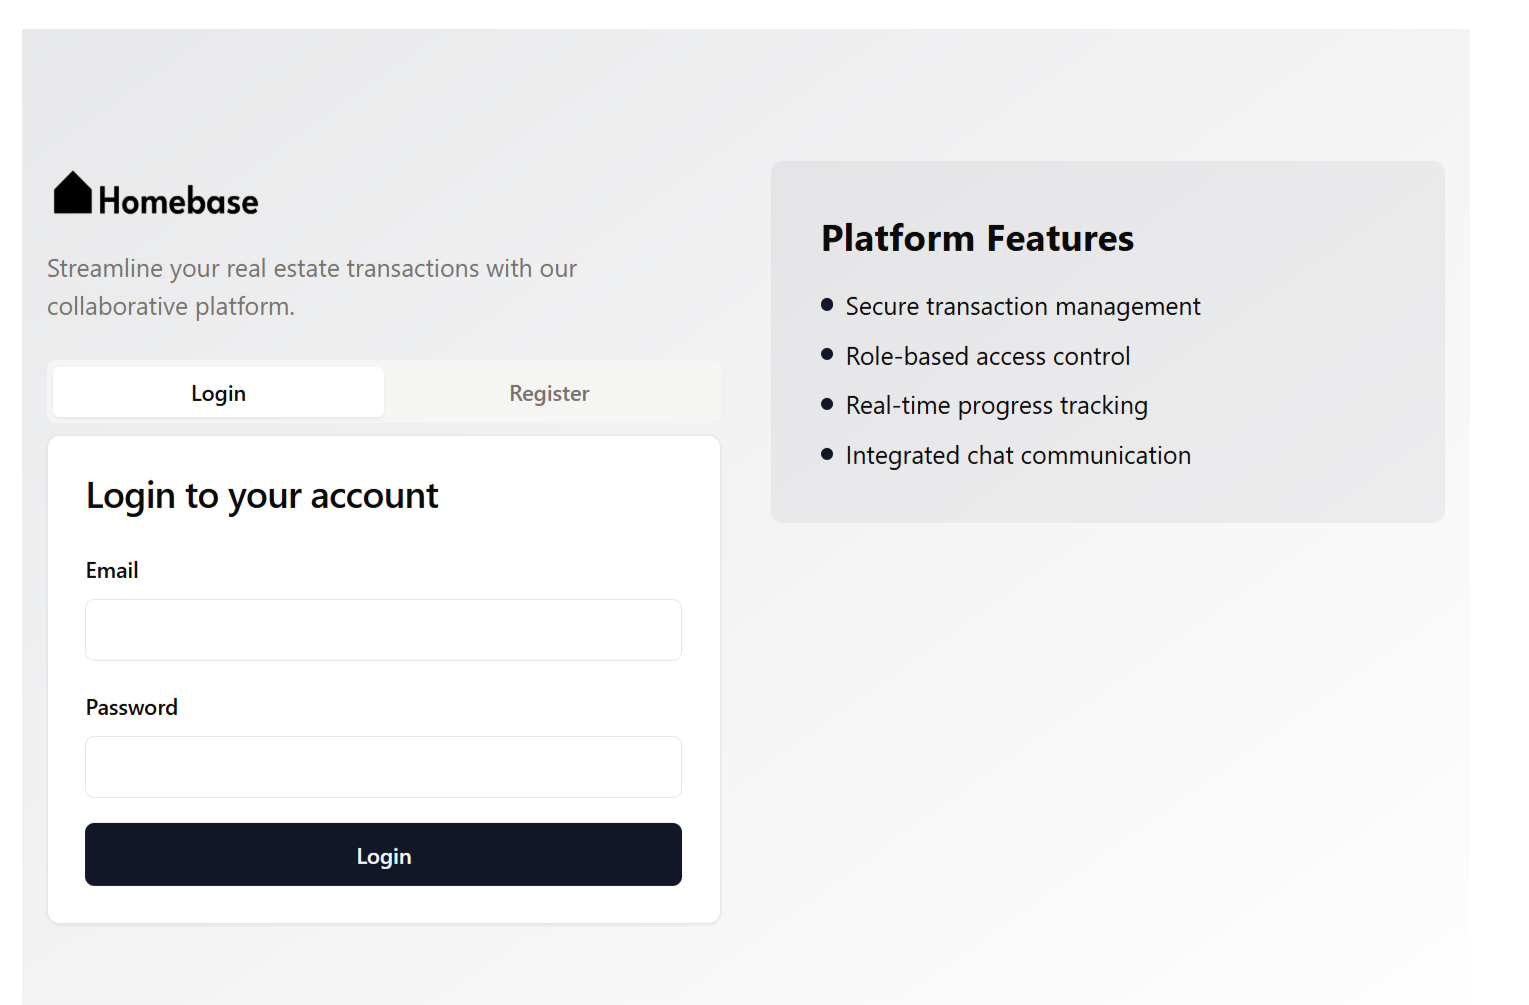 Homebase
Streamline your real estate transactions with our
collaborative platform.
Login
Register
Login to your account
Email
Password
Login
Platform Features
Secure transaction management
Role-based access control
Real-time progress tracking
Integrated chat communication